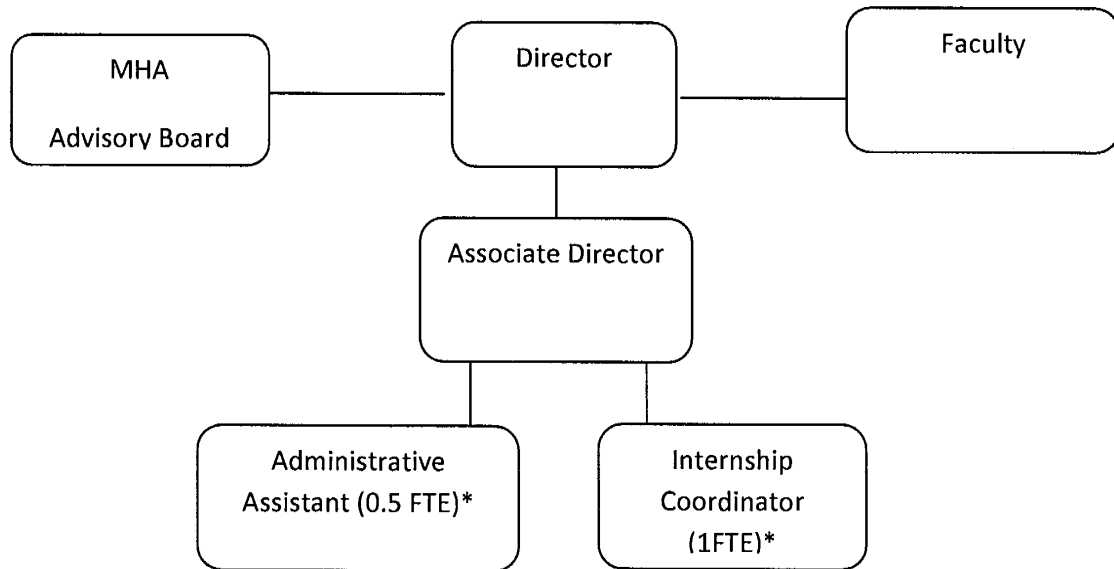 MHA
Advisory Board
Director
Faculty
Associate Director
Administrative
Assistant (0.5 FTE)*
Internship
Coordinator
(1FTE)*